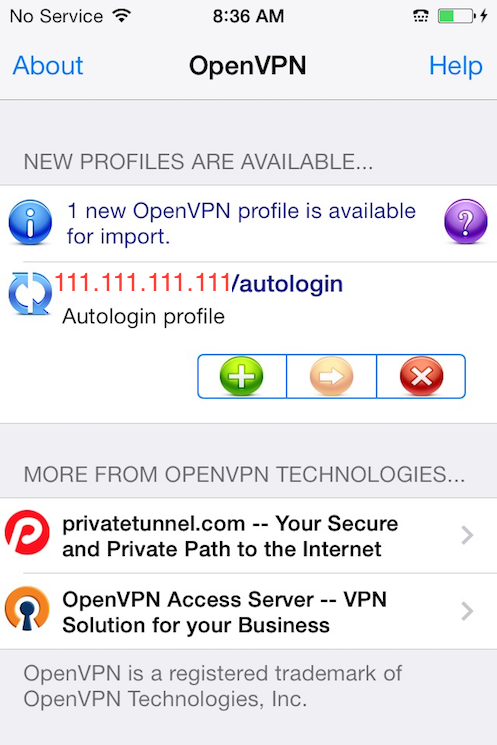 No Service 8:36 AM
About OpenVPN Help
NEW PROFILES ARE AVAILABLE...
1 new OpenVPN profile is available
for import.
111.111.111.111/autologin
Autologin profile
MORE FROM OPENVPN TECHNOLOGIES...
privatetunnel.com -- Your Secure
and Private Path to the Internet
OpenVPN Access Server -- VPN
Solution for your Business
OpenVPN is a registered trademark of
OpenVPN Technologies, Inc.